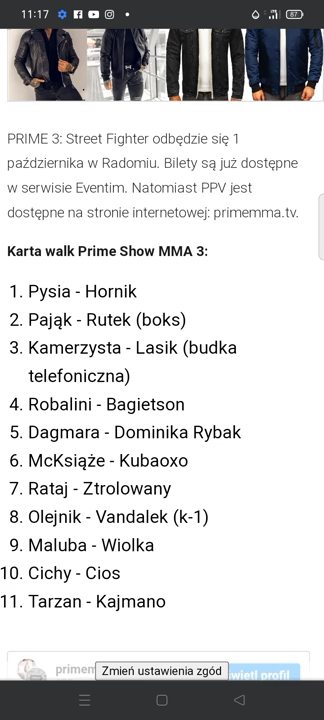 11:17
87
PRIME 3: Street Fighter odbędzie się 1
października w Radomiu. Bilety są już dostępne
w serwisie Eventim. Natomiast PPV jest
dostępne na stronie internetowej: primemma.tv.
Karta walk Prime Show MMA 3:
1. Pysia - Hornik
2. Pająk - Rutek (boks)
3. Kamerzysta - Lasik (budka
telefoniczna)
4. Robalini - Bagietson
5. Dagmara - Dominika Rybak
6. McKsiąże - Kubaoxo
7. Rataj - Ztrolowany
8. Olejnik - Vandalek (k-1)
9. Maluba - Wiolka
10. Cichy - Cios
11. Tarzan - Kajmano
Zmień ustawienia zgód